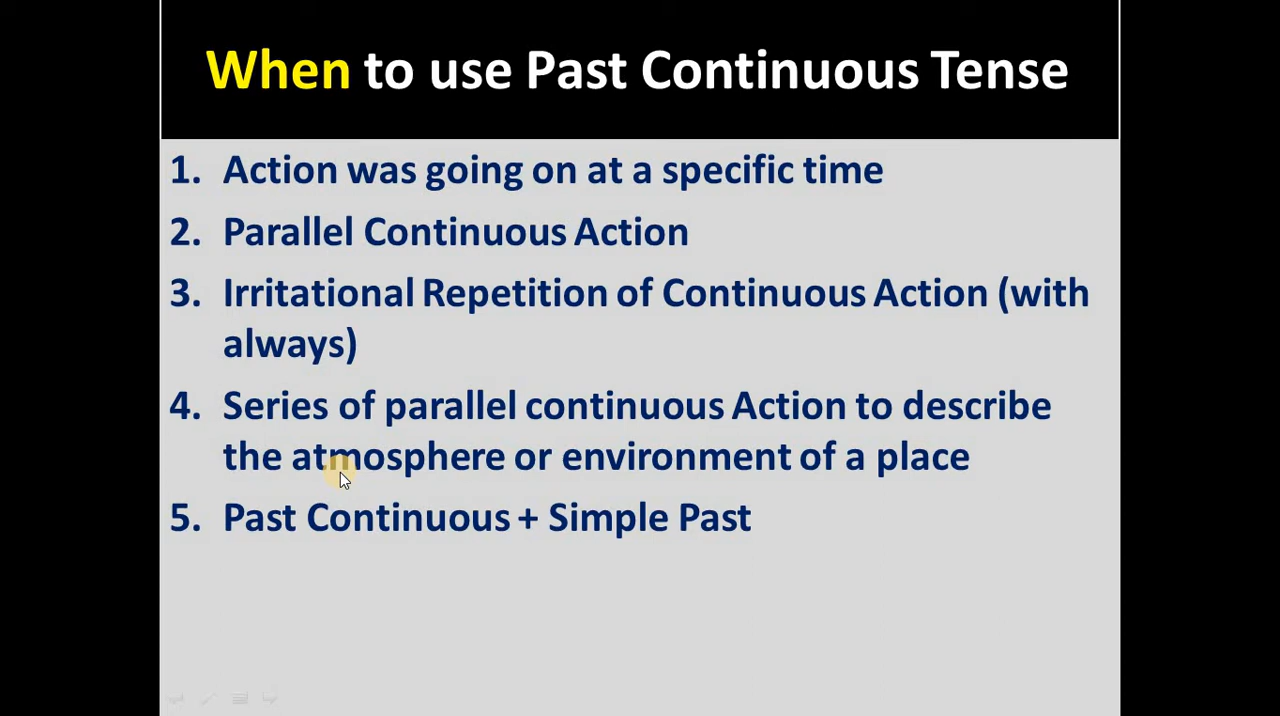 When to use Past Continuous Tense
1. Action was going on at a specific time
2. Parallel Continuous Action
3. Irritational Repetition of Continuous Action (with
always)
4. Series of parallel continuous Action to describe
the atmosphere or environment of a place
5. Past Continuous + Simple Past